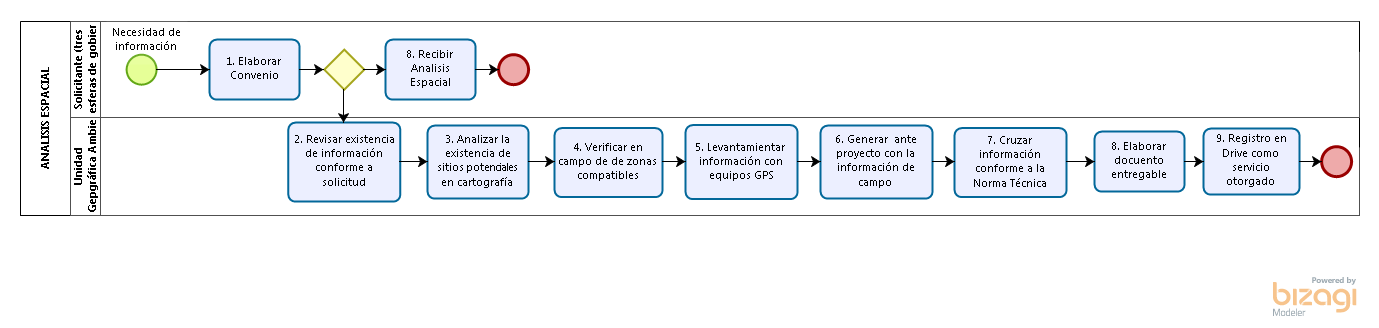 ANALISIS ESPACIAL
Solicitante (tres
esferas de gobier
Necesidad de
información
1. Elaborar
Convenio
8. Recibir
Analisis
Espacial
Unidad
Gepgráfica Ambie
2. Revisar existencia
de información
conforme a
solicitud
3. Analizar la
existencia de
sitios potendales
en cartografía
4. Verificar en
campo de de zonas
compatibles
5. Levantamientar
información con
equipos GPS
6. Generar ante
proyecto con la
información de
campo
7. Cruzar
información
conforme a la
Norma Técnica
8. Elaborar
docuento
entregable
9. Registro en
Drive como
servicio
otorgado
Powered by
bizagi
Modeler